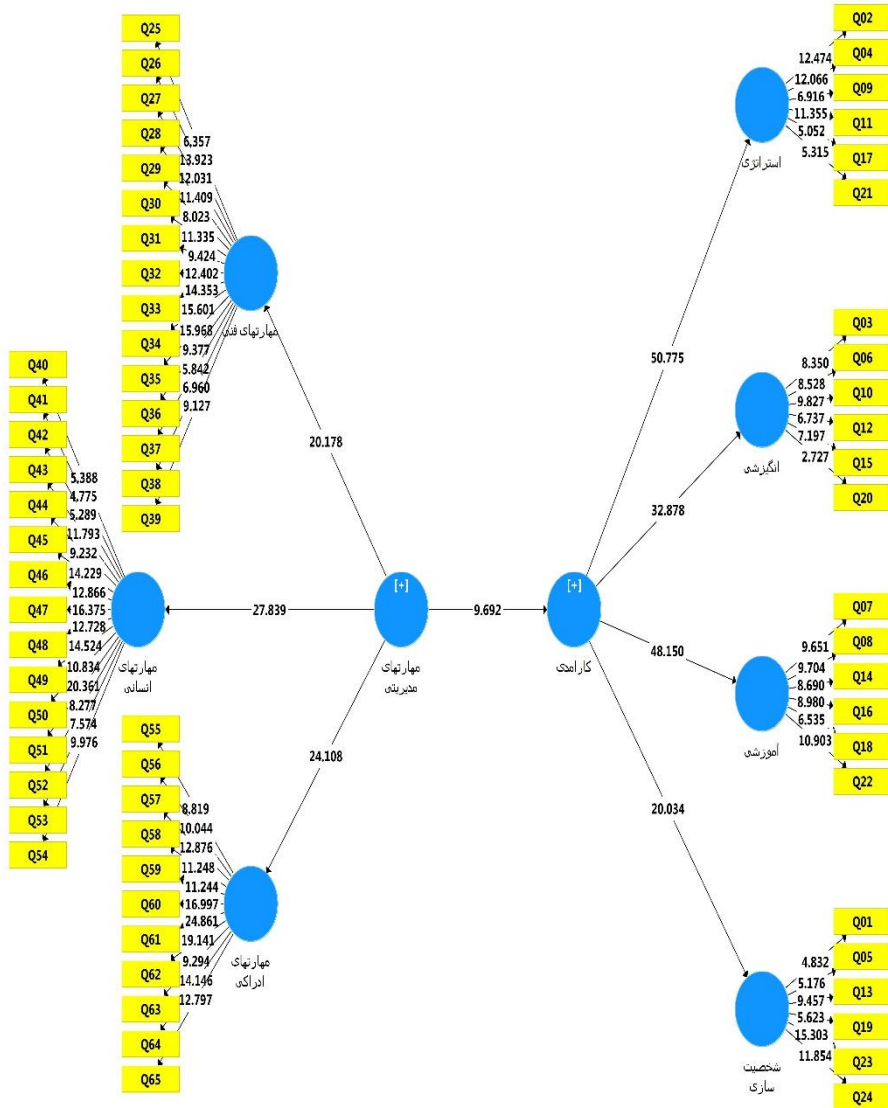 Q25
Q26
Q27
Q28
Q29
Q30
Q31
Q32
Q33
Q34
Q35
Q36
Q37
Q38
Q39
6.357
13.923
12.031
11.409
8.023
11.335
9.424
12.402
14.353
15.601
15.968
9.377
5.842
6.960
9.127
مهارتهای فنی
20.178
Q40
Q41
Q42
Q43
Q44
Q45
Q46
Q47
Q48
Q49
Q50
Q51
Q52
Q53
Q54
5.388
4.775
5.289
11.793
9.232
14.229
12.866
16.375
12.728
14.524
10.834
20.361
8.277
7.574
9.976
مهارتهای
انسانی
27.839
[+]
مهارتهای
مدیریتی
9.692
[+]
کارامدی
24.108
Q55
Q56
Q57
Q58
Q59
Q60
Q61
Q62
Q63
Q64
Q65
8.819
10.044
12.876
11.248
11.244
16.997
24.861
19.141
9.294
14.146
12.797
مهارتهای
ادراکی
50.775
32.878
48.150
20.034
استراتژی
12.474
12.066
6.916
11.355
5.052
5.315
Q02
Q04
Q09
Q11
Q17
Q21
انگیزشی
8.350
8.528
9.827
6.737
7.197
2.727
Q03
Q06
Q10
Q12
Q15
Q20
آموزشی
9.651
9.704
8.690
8.980
6.535
10.903
Q07
Q08
Q14
Q16
Q18
Q22
شخصیت
سازی
4.832
5.176
9.457
5.623
15.303
11.854
Q01
Q05
Q13
Q19
Q23
Q24